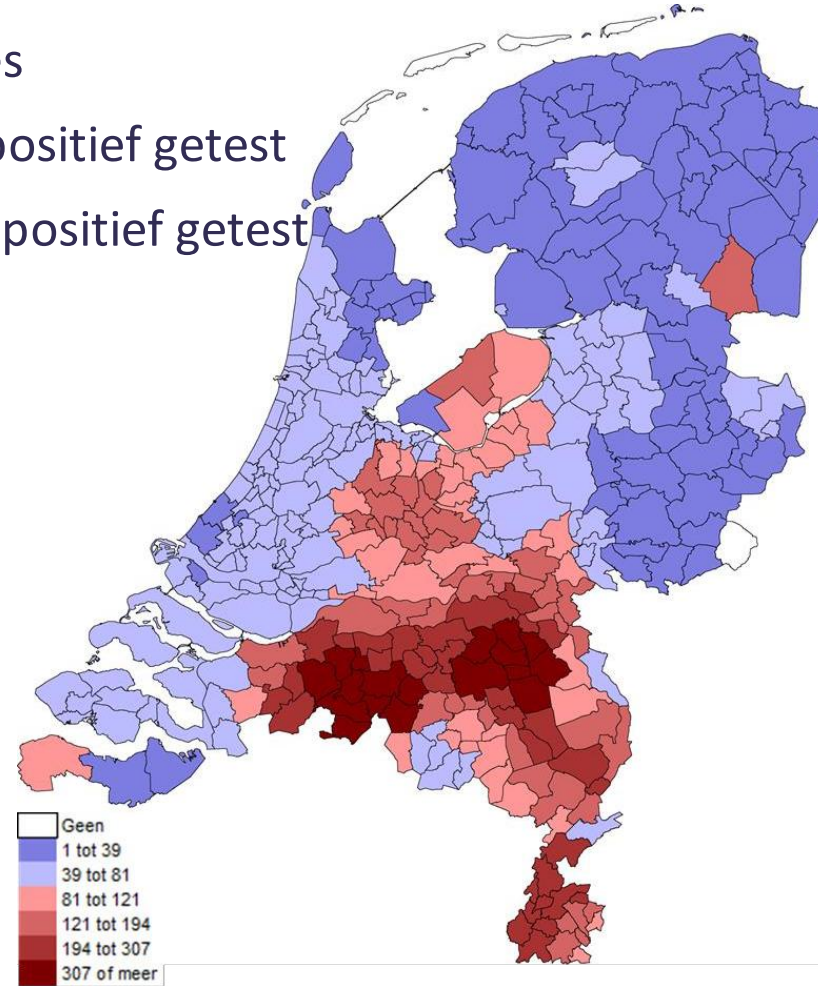 positief getest
positief getest
Geen
1 tot 39
39 tot 81
81 tot 121
121 tot 194
194 tot 307
307 of meer